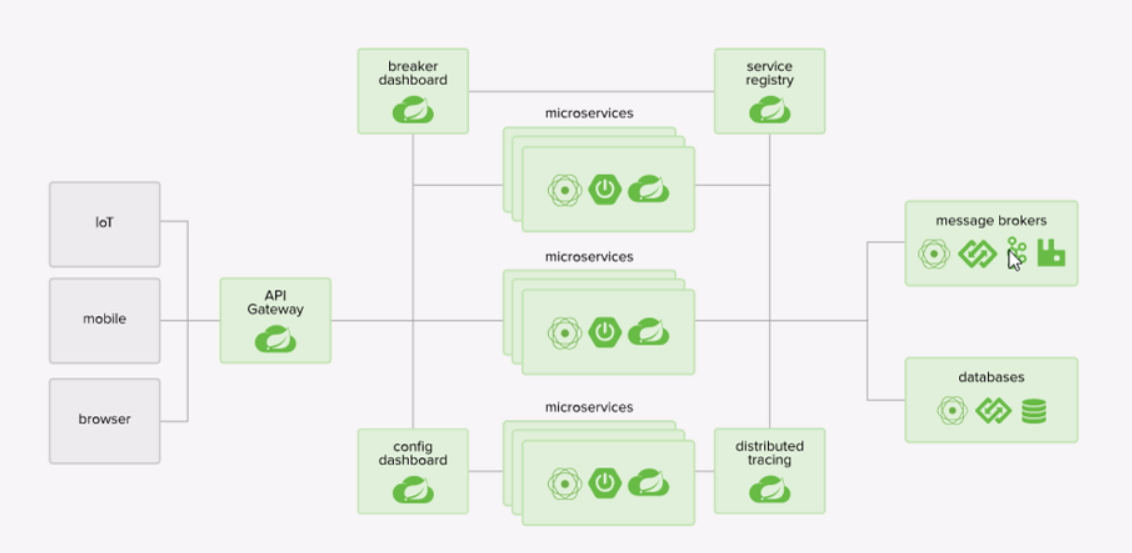 breaker
dashboard
service
registry
microservices
IoT
mobile
browser
API
Gateway
microservices
message brokers
databases
microservices
config
dashboard
distributed
tracing